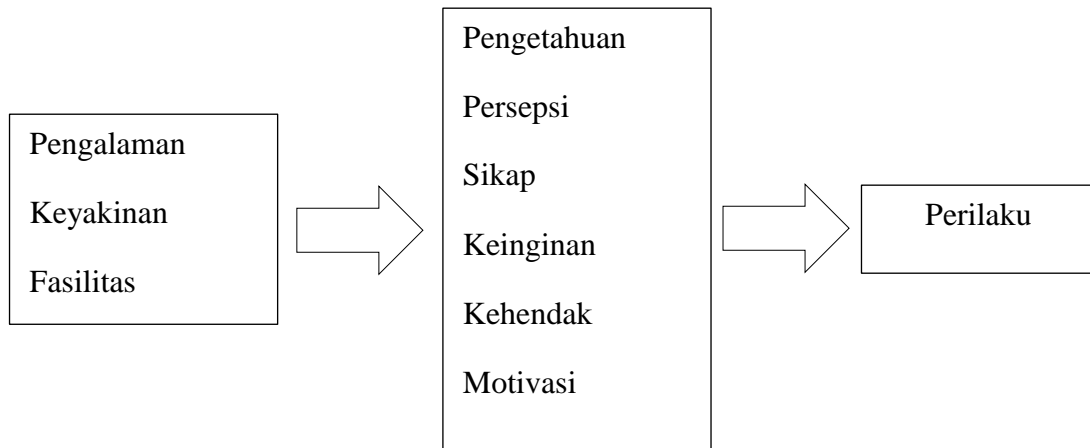 Pengalaman
Keyakinan
Fasilitas
Pengetahuan
Persepsi
Sikap
Keinginan
Kehendak
Motivasi
Perilaku